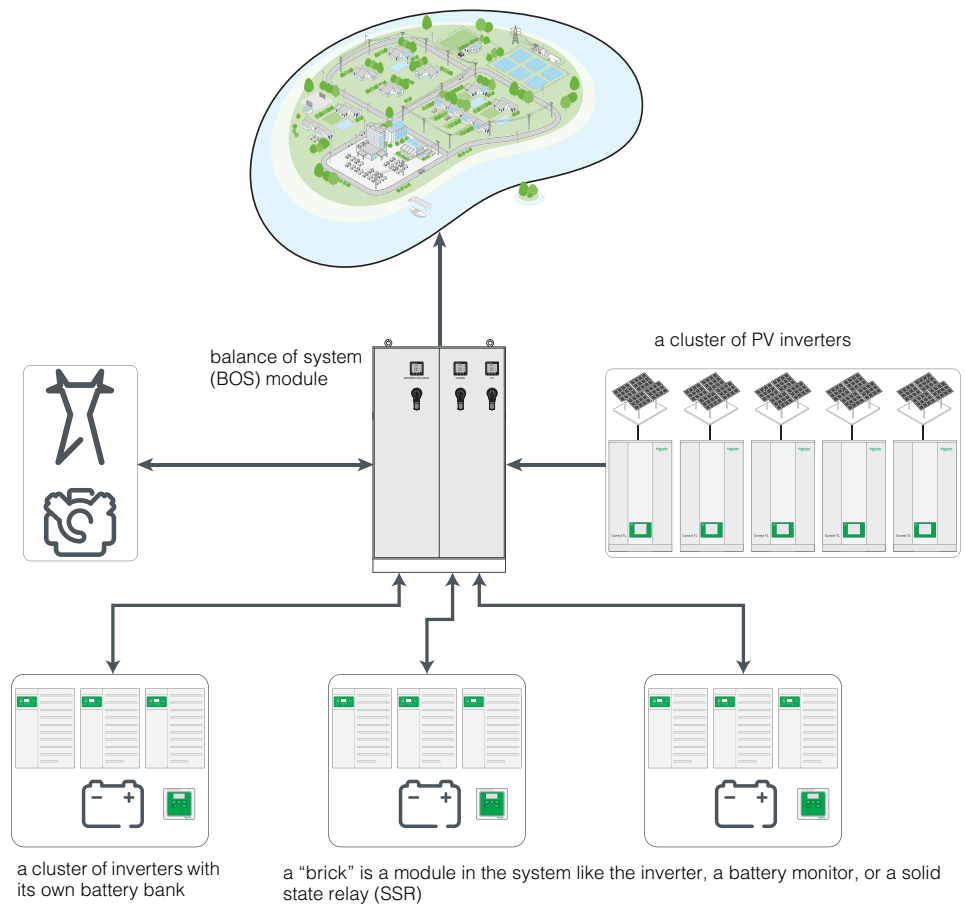 balance of system
(BOS) module
a cluster of PV inverters
a cluster of inverters with
its own battery bank
a “brick” is a module in the system like the inverter, a battery monitor, or a solid
state relay (SSR)